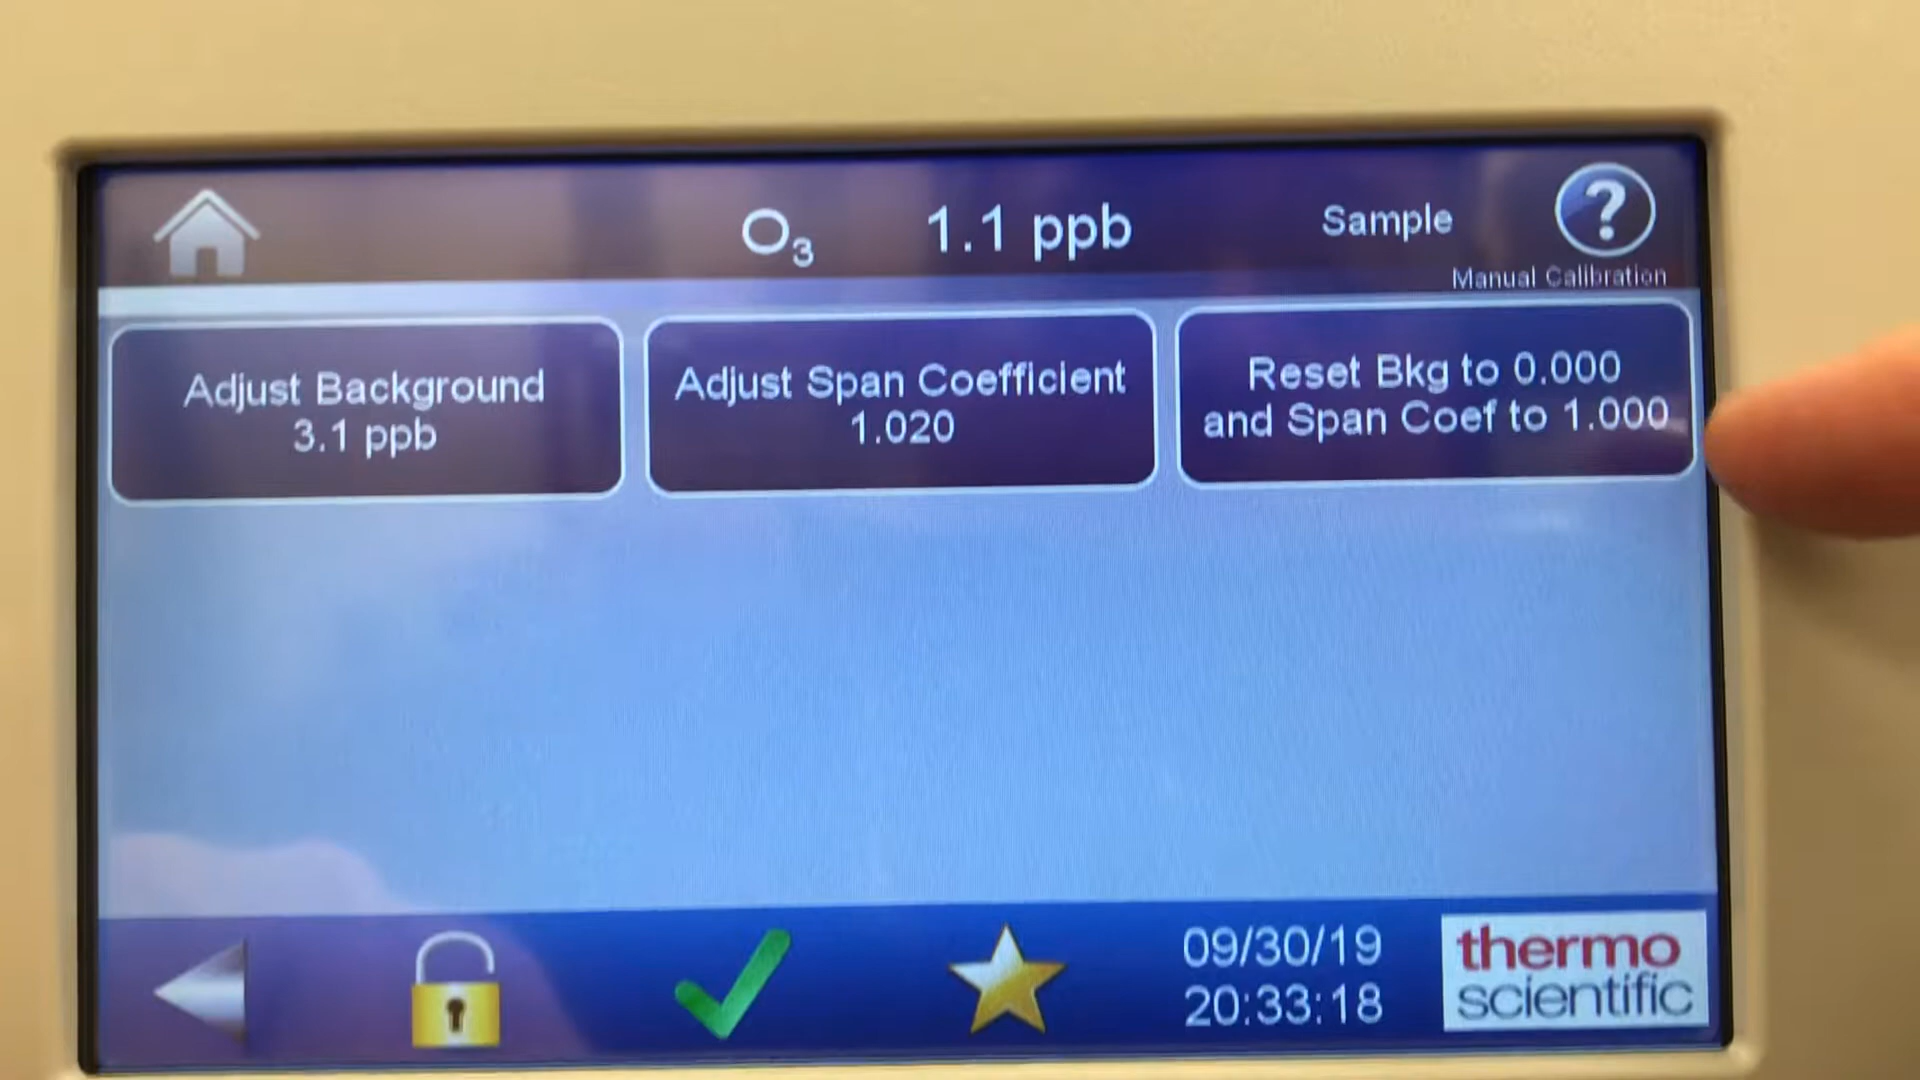 O₃ 1.1 ppb Sample ?
Manual Calibration
Adjust Background
3.1 ppb
Adjust Span Coefficient
1.020
Reset Bkg to 0.000
and Span Coef to 1.000
09/30/19
20:33:18
thermo
scientific